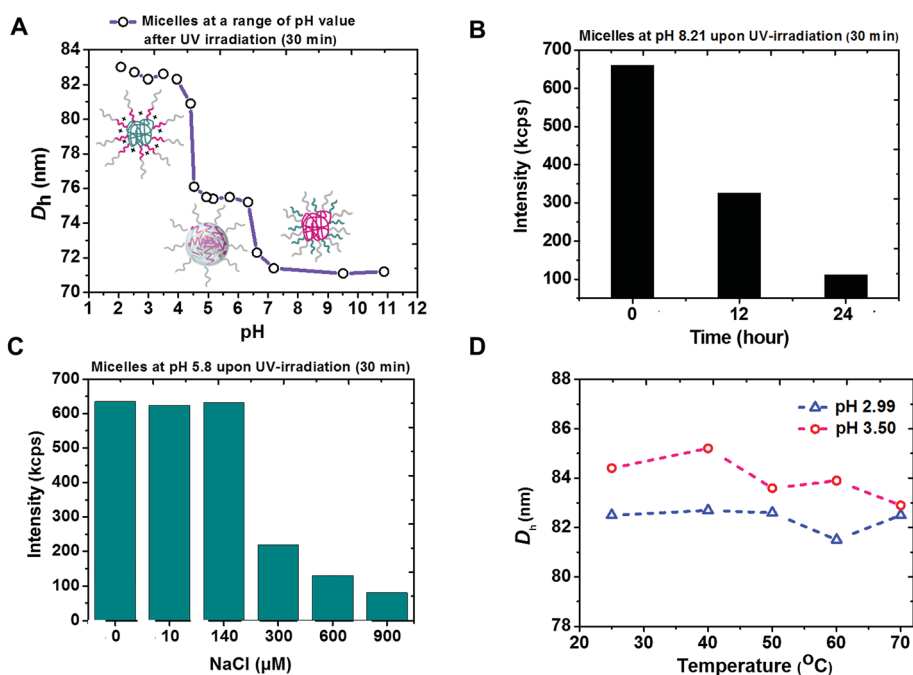 A
Micelles at a range of pH value
after UV irradiation (30 min)
84
82
80
78
76
74
72
70
Dh (nm)
1 2 3 4 5 6 7 8 9 10 11 12
pH
B
Micelles at pH 8.21 upon UV-irradiation (30 min)
700
600
500
400
300
200
100
Intensity (kcps)
0 12 24
Time (hour)
C
Micelles at pH 5.8 upon UV-irradiation (30 min)
700
600
500
400
300
200
100
0
Intensity (kcps)
0 10 140 300 600 900
NaCl (µM)
D
88
86
84
82
80
78
Dh (nm)
pH 2.99
pH 3.50
20 30 40 50 60 70
Temperature (OC)